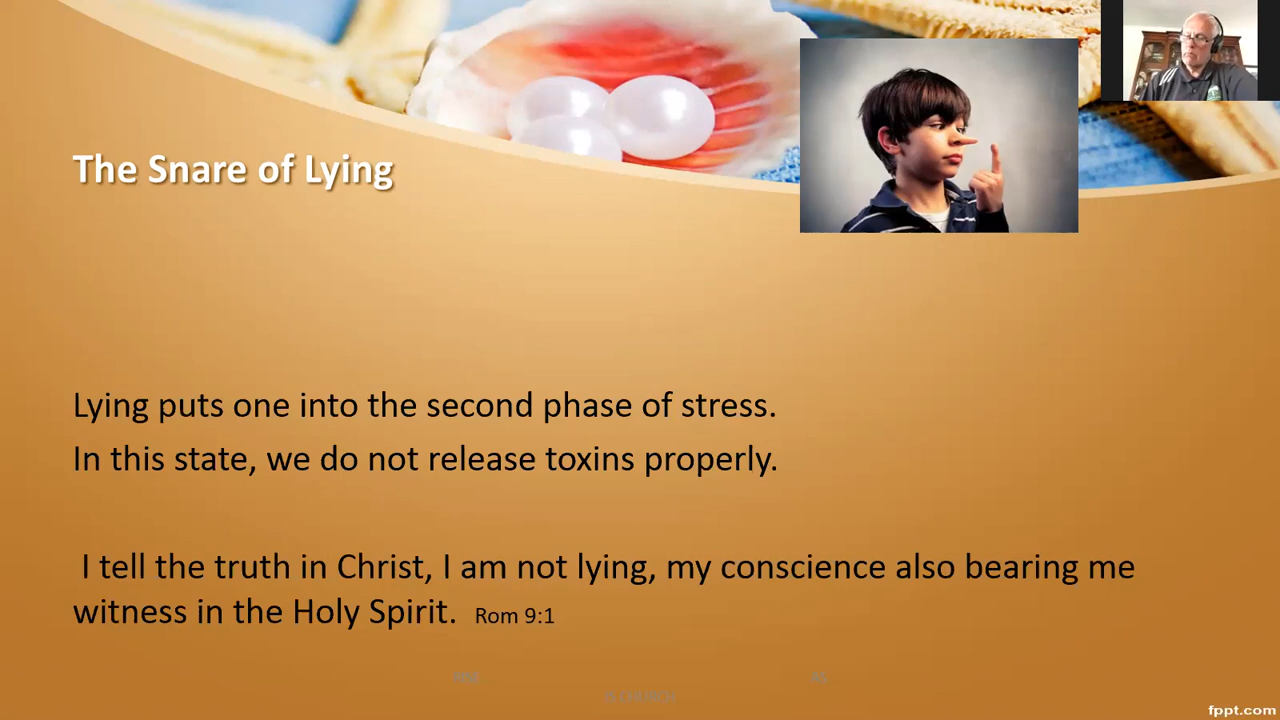 The Snare of Lying
Lying puts one into the second phase of stress.
In this state, we do not release toxins properly.
I tell the truth in Christ, I am not lying, my conscience also bearing me
witness in the Holy Spirit. Rom 9:1
fppt.com